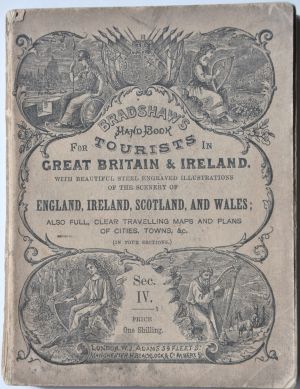 BRADSHAW'S
HAND-BOOK
FOR TOURISTS IN
GREAT BRITAIN & IRELAND.
WITH BEAUTIFUL STEEL ENGRAVED ILLUSTRATIONS
OF THE SCENERY OF
ENGLAND, IRELAND, SCOTLAND, AND WALES;
ALSO FULL, CLEAR TRAVELLING MAPS AND PLANS
OF CITIES, TOWNS, &c.
(IN FOUR SECTIONS.)
Sec.
IV.
PRICE
One Shilling.
LONDON: W. J. ADAMS 59 FLEET ST
MANCHESTER: H. BLACKLOCK & Co ALBERT SQ